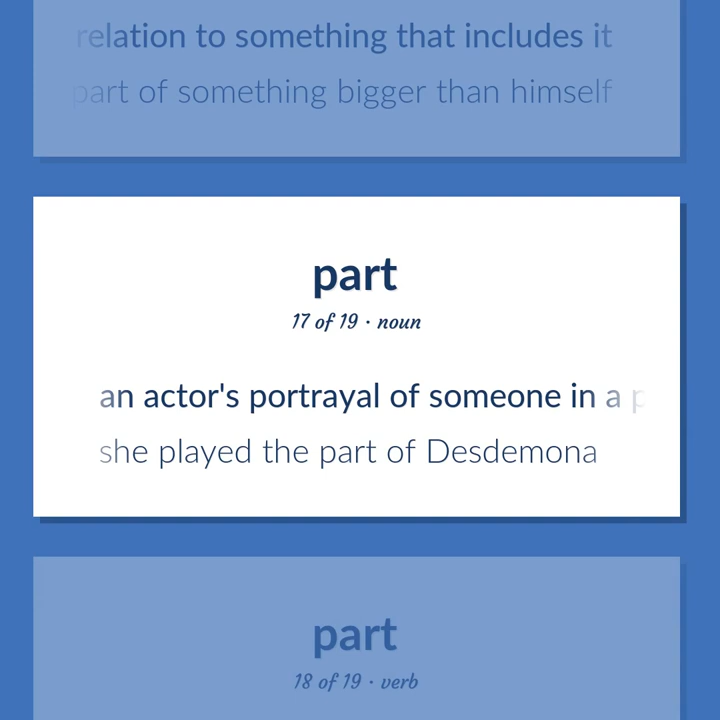 relation to something that includes it
part of something bigger than himself
part
17 of 19 · noun
an actor's portrayal of someone in a
she played the part of Desdemona
part
18 of 19 · verb